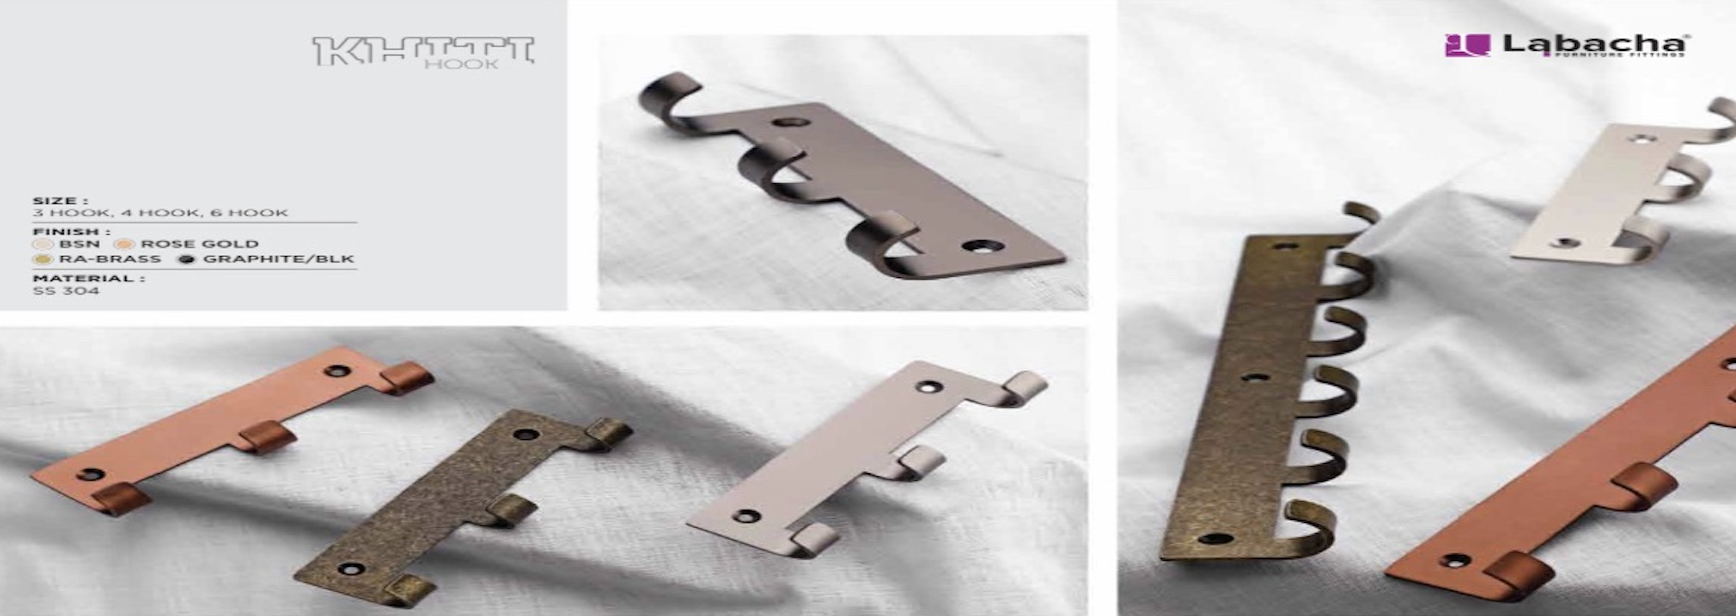 KHITI
HOOK
SIZE :
3 HOOK, 4 HOOK, 6 HOOK
FINISH :
BSN ROSE GOLD
RA-BRASS GRAPHITE/BLK
MATERIAL :
SS 304
Labacha®
FURNITURE FITTINGS